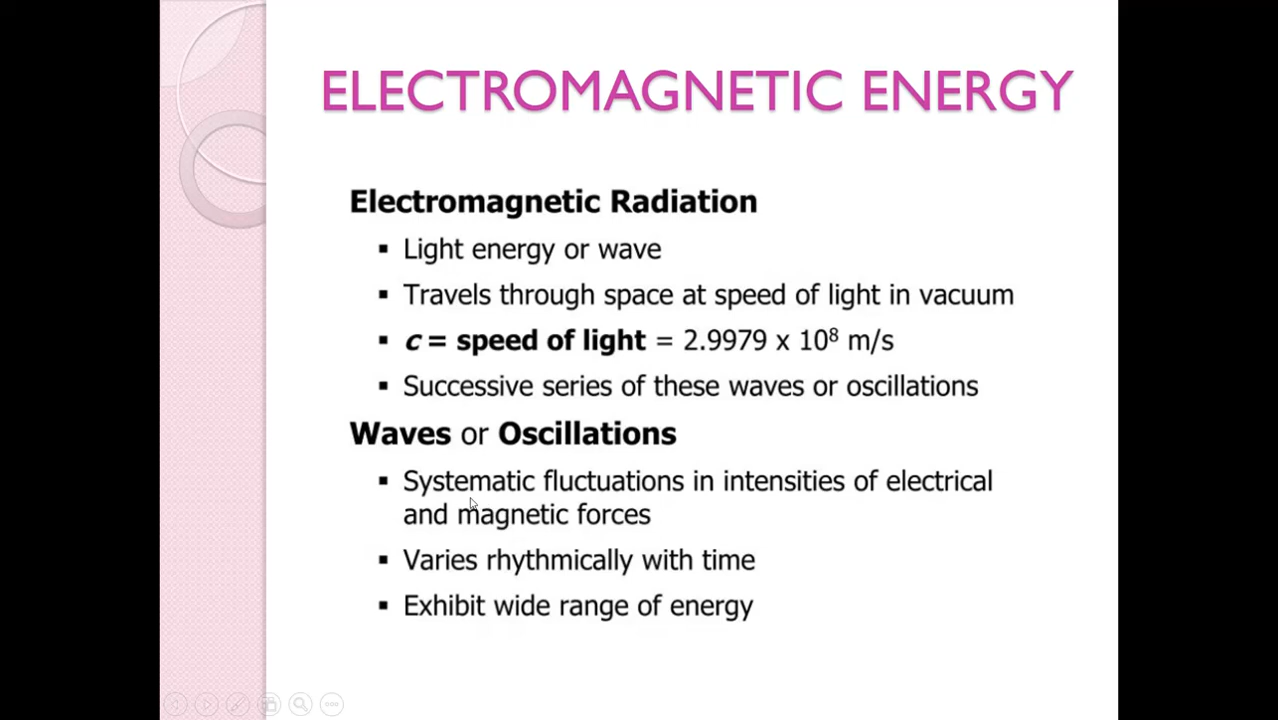 ELECTROMAGNETIC ENERGY
Electromagnetic Radiation
▪ Light energy or wave
▪ Travels through space at speed of light in vacuum
▪ c = speed of light = 2.9979 x 10⁸ m/s
▪ Successive series of these waves or oscillations
Waves or Oscillations
▪ Systematic fluctuations in intensities of electrical
and magnetic forces
▪ Varies rhythmically with time
▪ Exhibit wide range of energy